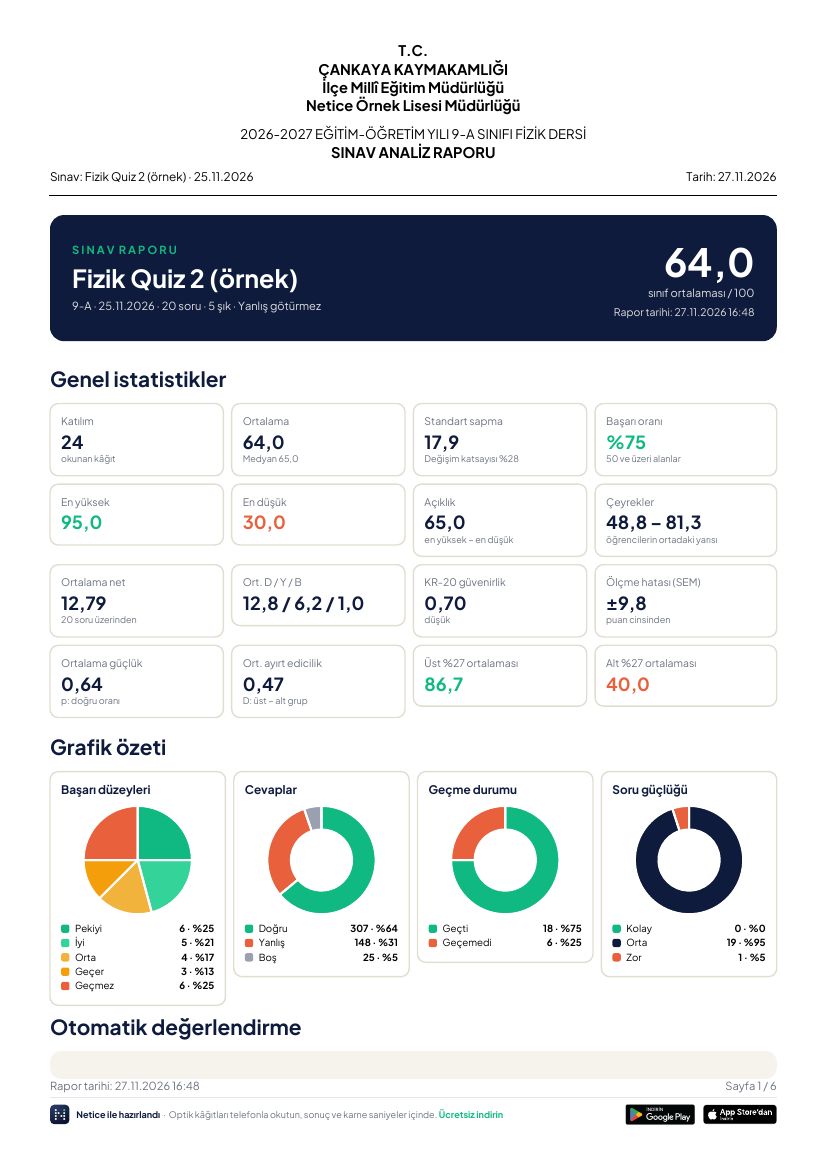 T.C.
ÇANKAYA KAYMAKAMLIĞI
İlçe Millî Eğitim Müdürlüğü
Netice Örnek Lisesi Müdürlüğü
2026-2027 EĞİTİM-ÖĞRETİM YILI 9-A SINIFI FİZİK DERSİ
SINAV ANALİZ RAPORU
Sınav: Fizik Quiz 2 (örnek) · 25.11.2026 Tarih: 27.11.2026
SINAV RAPORU
Fizik Quiz 2 (örnek)
9-A · 25.11.2026 · 20 soru · 5 şık · Yanlış götürmez
64,0
sınıf ortalaması / 100
Rapor tarihi: 27.11.2026 16:48
Genel istatistikler
Katılım
24
okunan kâğıt
Ortalama
64,0
Medyan 65,0
Standart sapma
17,9
Değişim katsayısı %28
Başarı oranı
%75
50 ve üzeri alanlar
En yüksek
95,0
En düşük
30,0
Açıklık
65,0
en yüksek – en düşük
Çeyrekler
48,8 – 81,3
öğrencilerin ortadaki yarısı
Ortalama net
12,79
20 soru üzerinden
Ort. D / Y / B
12,8 / 6,2 / 1,0
KR-20 güvenirlik
0,70
düşük
Ölçme hatası (SEM)
±9,8
puan cinsinden
Ortalama güçlük
0,64
p: doğru oranı
Ort. ayırt edicilik
0,47
D: üst – alt grup
Üst %27 ortalaması
86,7
Alt %27 ortalaması
40,0
Grafik özeti
Başarı düzeyleri
Pekiyi 6 · %25
İyi 5 · %21
Orta 4 · %17
Geçer 3 · %13
Geçmez 6 · %25
Cevaplar
Doğru 307 · %64
Yanlış 148 · %31
Boş 25 · %5
Geçme durumu
Geçti 18 · %75
Geçemedi 6 · %25
Soru güçlüğü
Kolay 0 · %0
Orta 19 · %95
Zor 1 · %5
Otomatik değerlendirme
Rapor tarihi: 27.11.2026 16:48 Sayfa 1 / 6
Netice ile hazırlandı · Optik kâğıtları telefonla okutun, sonuç ve karne saniyeler içinde. Ücretsiz indirin
İNDİRİN
Google Play
App Store'dan
İndirin